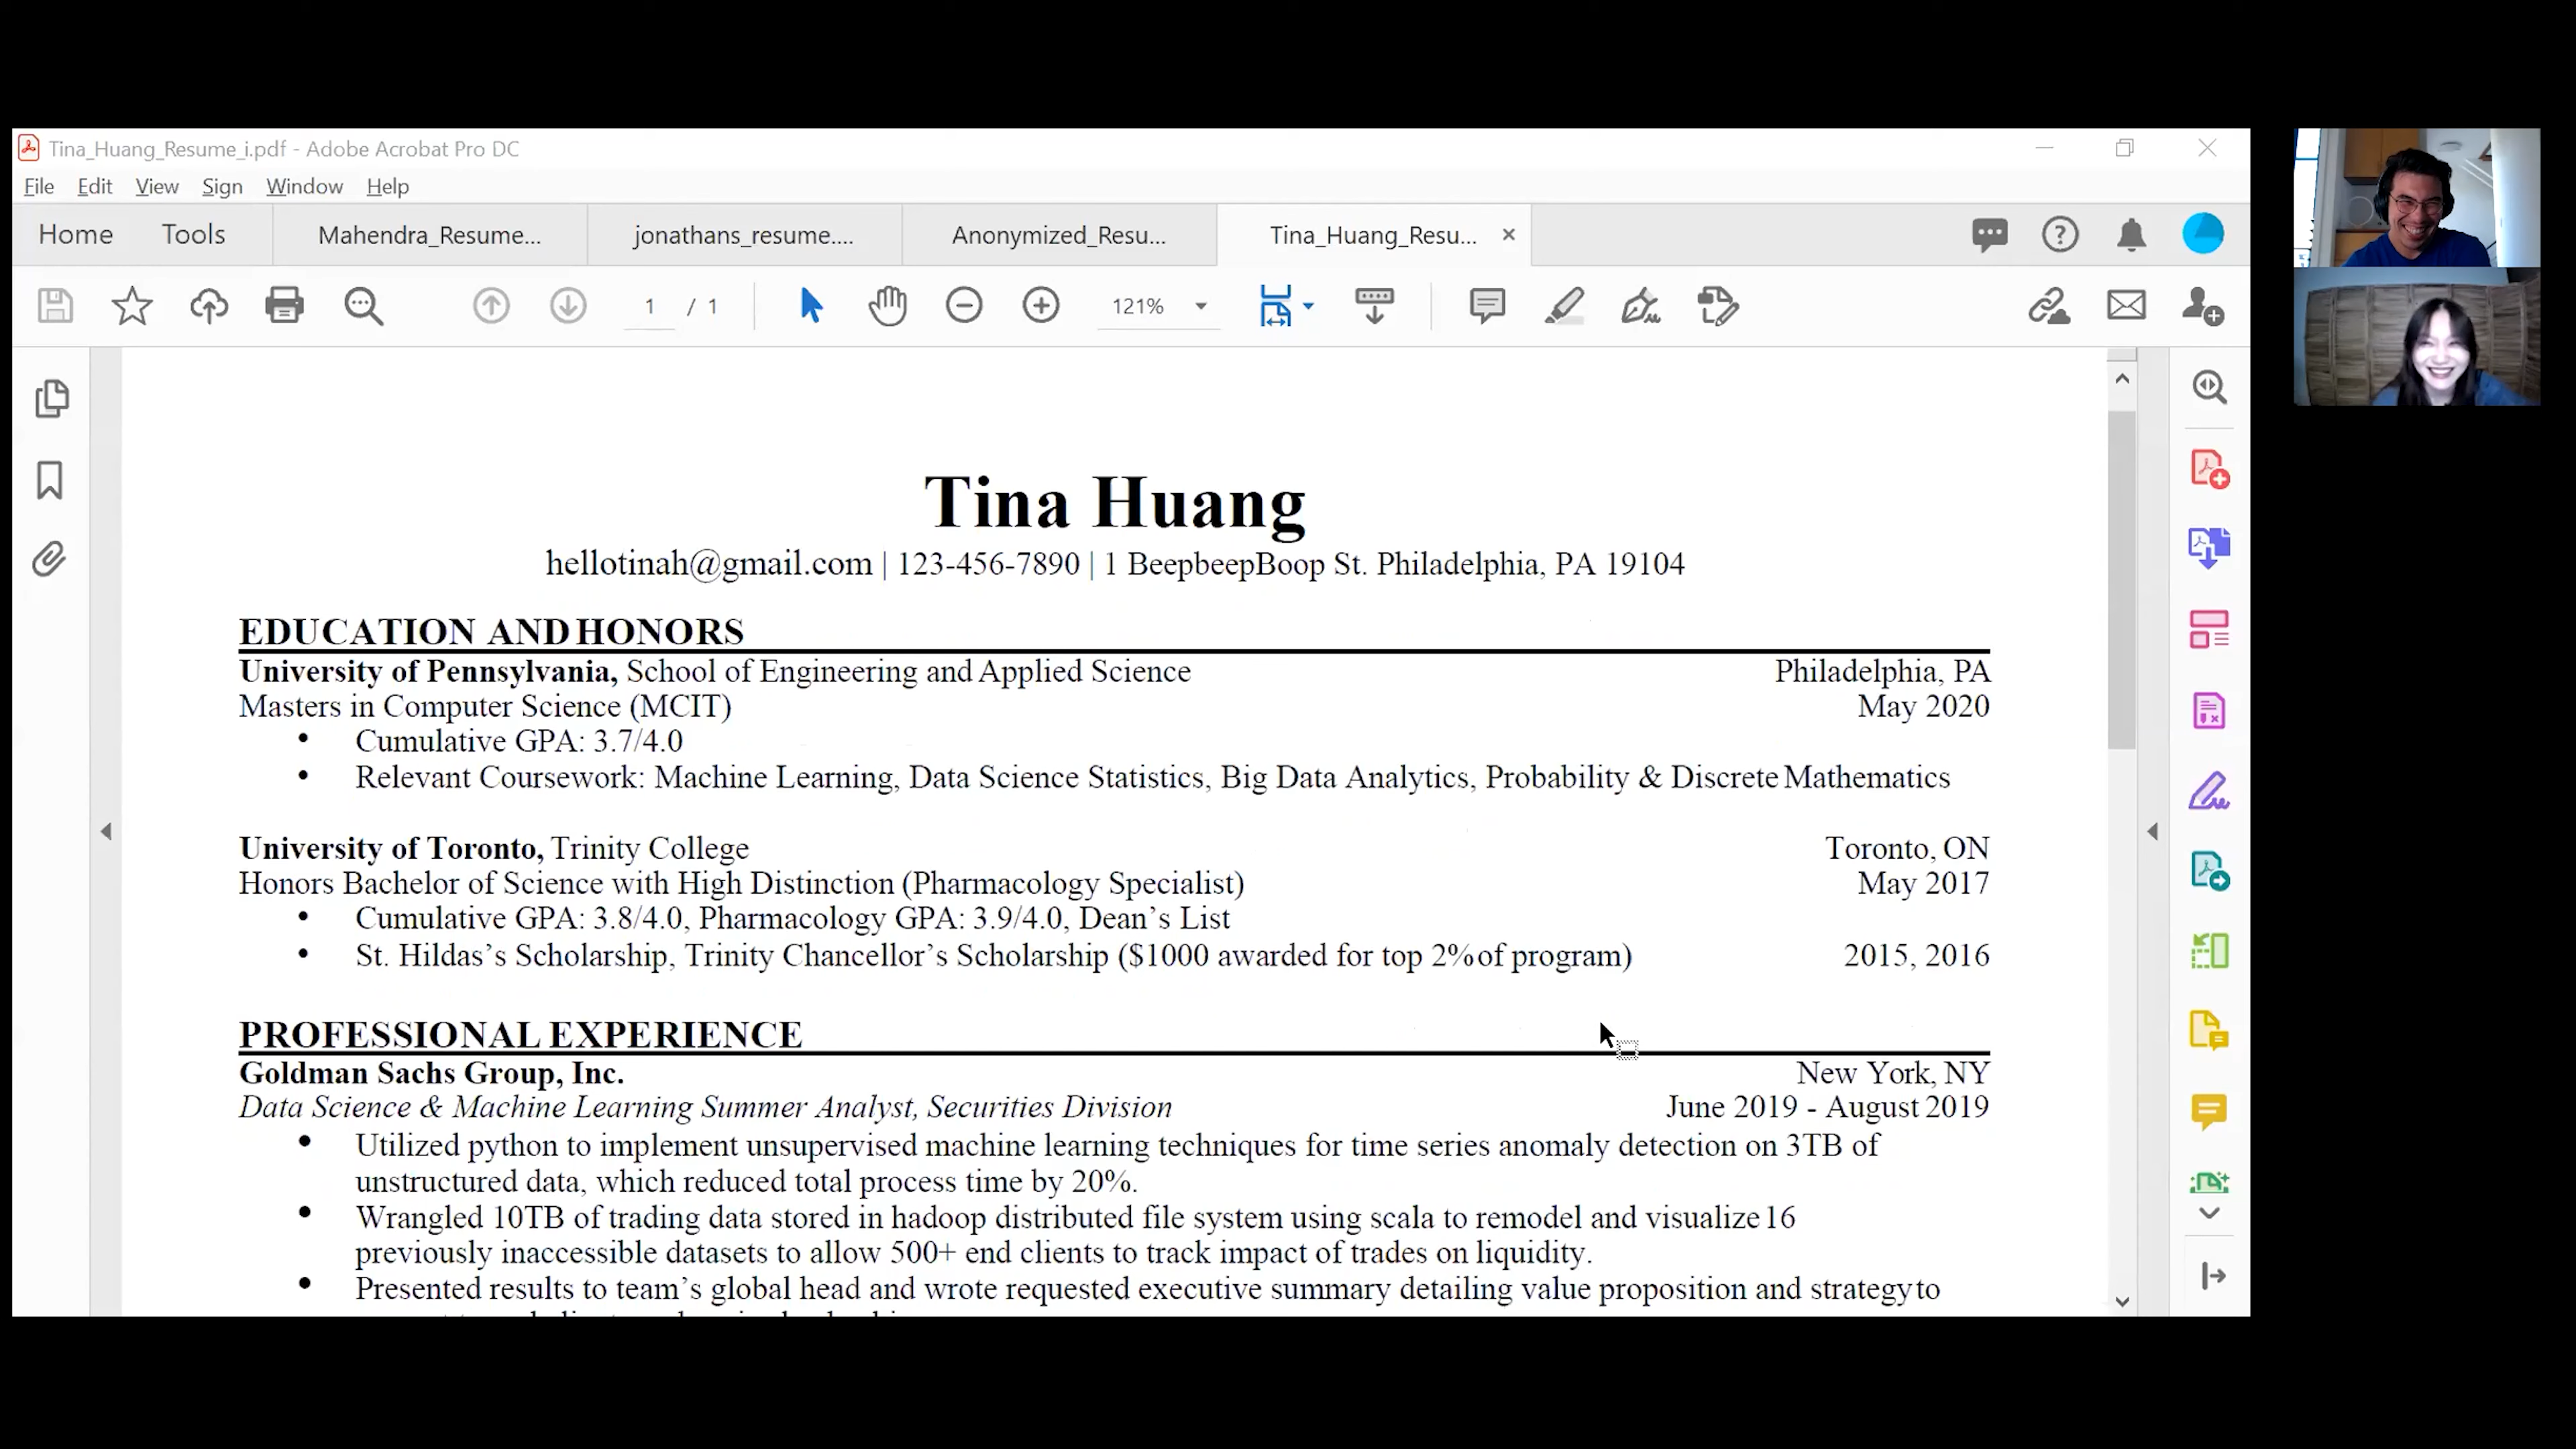 Tina_Huang_Resume_i.pdf - Adobe Acrobat Pro DC
File Edit View Sign Window Help
Home Tools Mahendra_Resume... jonathans_resume.... Anonymized_Resu... Tina_Huang_Resu...
1 / 1 121%
Tina Huang
hellotinah@gmail.com | 123-456-7890 | 1 BeepbeepBoop St. Philadelphia, PA 19104
EDUCATION AND HONORS
University of Pennsylvania, School of Engineering and Applied Science Philadelphia, PA
Masters in Computer Science (MCIT) May 2020
• Cumulative GPA: 3.7/4.0
• Relevant Coursework: Machine Learning, Data Science Statistics, Big Data Analytics, Probability & Discrete Mathematics
University of Toronto, Trinity College Toronto, ON
Honors Bachelor of Science with High Distinction (Pharmacology Specialist) May 2017
• Cumulative GPA: 3.8/4.0, Pharmacology GPA: 3.9/4.0, Dean’s List
• St. Hildas’s Scholarship, Trinity Chancellor’s Scholarship ($1000 awarded for top 2% of program) 2015, 2016
PROFESSIONAL EXPERIENCE
Goldman Sachs Group, Inc. New York, NY
Data Science & Machine Learning Summer Analyst, Securities Division June 2019 - August 2019
• Utilized python to implement unsupervised machine learning techniques for time series anomaly detection on 3TB of
unstructured data, which reduced total process time by 20%.
• Wrangled 10TB of trading data stored in hadoop distributed file system using scala to remodel and visualize 16
previously inaccessible datasets to allow 500+ end clients to track impact of trades on liquidity.
• Presented results to team’s global head and wrote requested executive summary detailing value proposition and strategy to